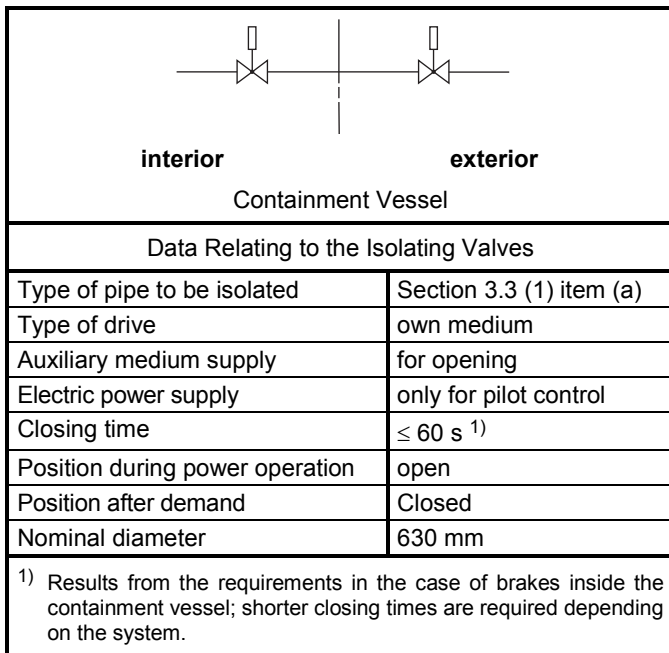 interior exterior
Containment Vessel
Data Relating to the Isolating Valves
Type of pipe to be isolated Section 3.3 (1) item (a)
Type of drive own medium
Auxiliary medium supply for opening
Electric power supply only for pilot control
Closing time ≤ 60 s 1)
Position during power operation open
Position after demand Closed
Nominal diameter 630 mm
1) Results from the requirements in the case of brakes inside the
containment vessel; shorter closing times are required depending
on the system.